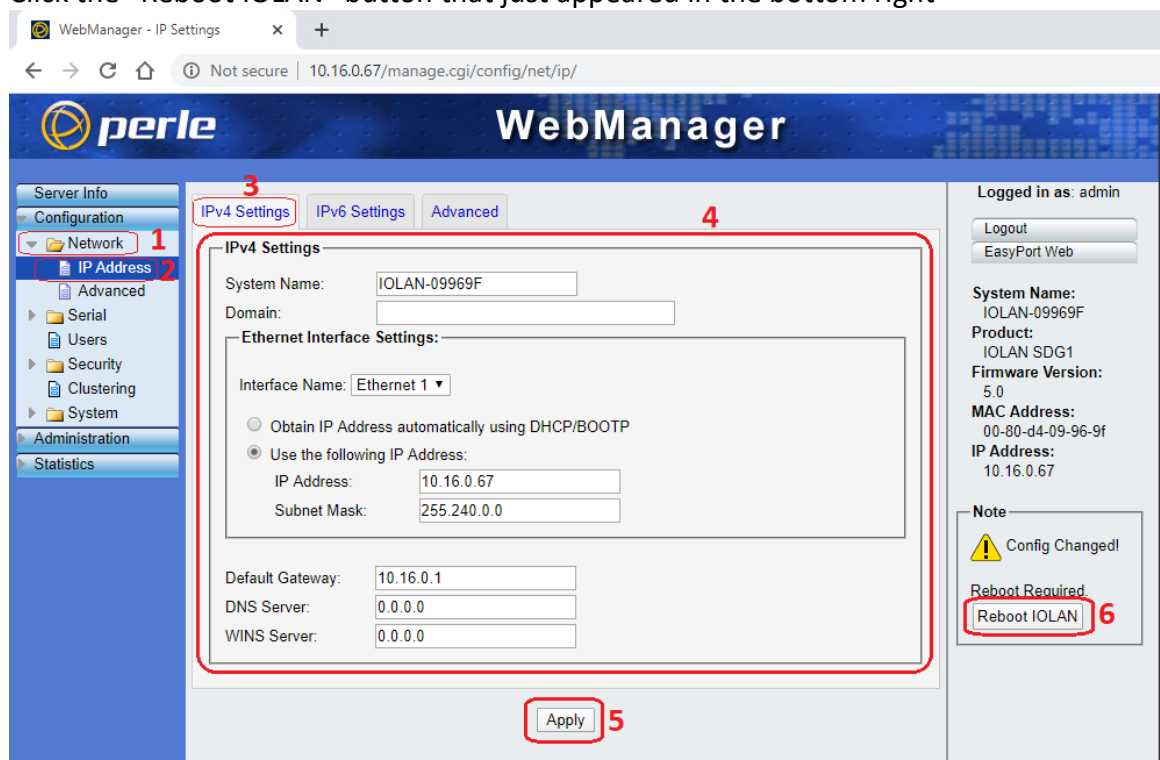 Click the "Reboot IOLAN" button that just appeared in the bottom right
WebManager - IP Settings × +
Not secure | 10.16.0.67/manage.cgi/config/net/ip/
perle WebManager
Server Info
Configuration
Network 1
IP Address 2
Advanced
Serial
Users
Security
Clustering
System
Administration
Statistics
3
IPv4 Settings IPv6 Settings Advanced
4
IPv4 Settings
System Name: IOLAN-09969F
Domain:
Ethernet Interface Settings:
Interface Name: Ethernet 1
Obtain IP Address automatically using DHCP/BOOTP
Use the following IP Address:
IP Address: 10.16.0.67
Subnet Mask: 255.240.0.0
Default Gateway: 10.16.0.1
DNS Server: 0.0.0.0
WINS Server: 0.0.0.0
Apply 5
Logged in as: admin
Logout
EasyPort Web
System Name:
IOLAN-09969F
Product:
IOLAN SDG1
Firmware Version:
5.0
MAC Address:
00-80-d4-09-96-9f
IP Address:
10.16.0.67
Note
Config Changed!
Reboot Required.
Reboot IOLAN 6